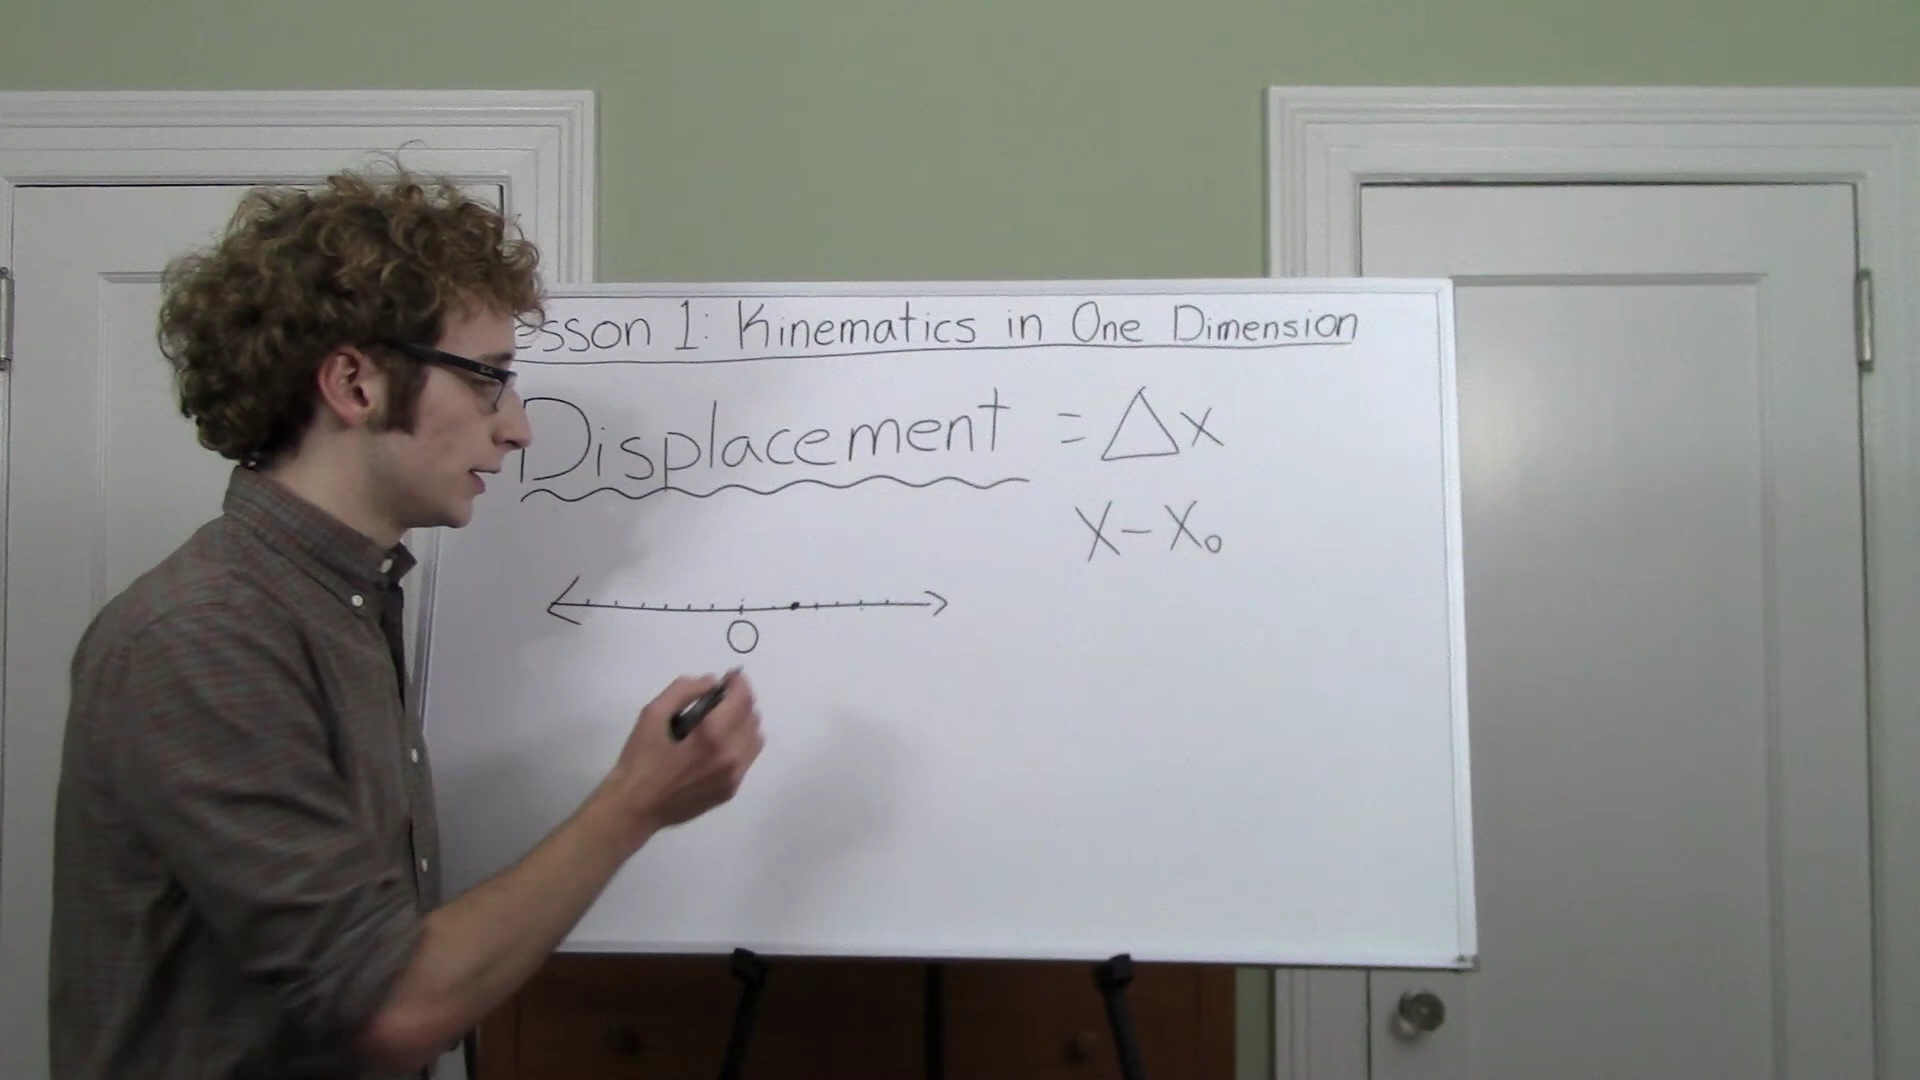 esson 1: Kinematics in One Dimension
Displacement = Δx
x - x₀
0